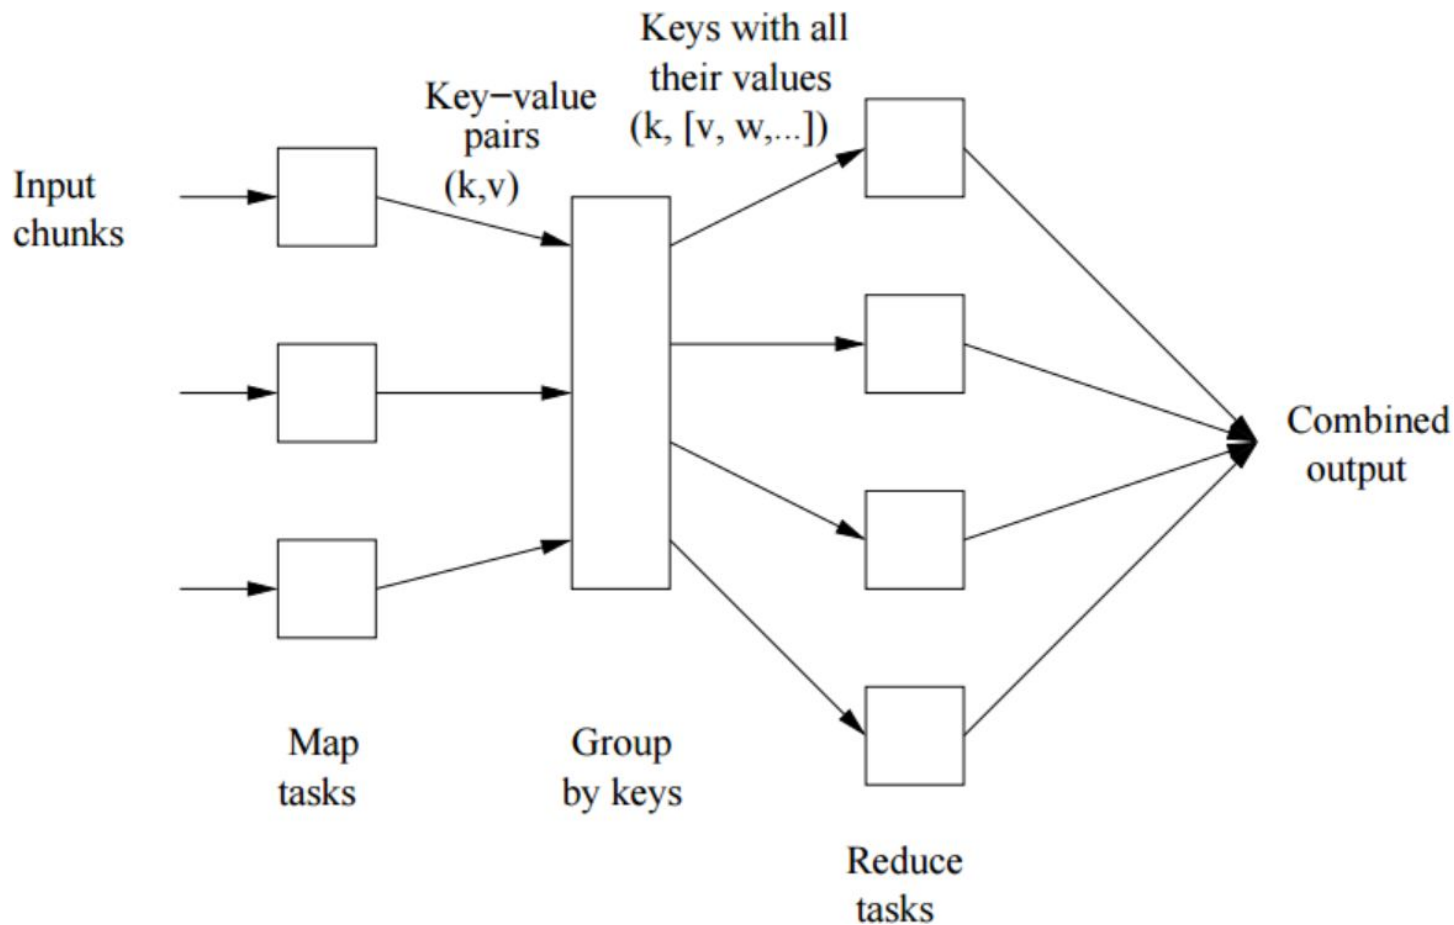 Keys with all
their values
(k, [v, w,...])
Key−value
pairs
(k,v)
Input
chunks
Combined
output
Map
tasks
Group
by keys
Reduce
tasks